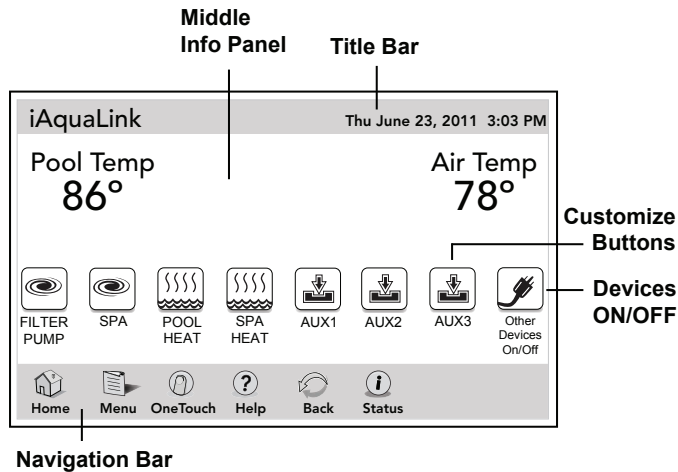 Middle
Info Panel
Title Bar
iAquaLink
Thu June 23, 2011 3:03 PM
Pool Temp
86°
Air Temp
78°
Customize
Buttons
Devices
ON/OFF
FILTER
PUMP
SPA
POOL
HEAT
SPA
HEAT
AUX1
AUX2
AUX3
Other
Devices
On/Off
?
i
Home
Menu
OneTouch
Help
Back
Status
Navigation Bar